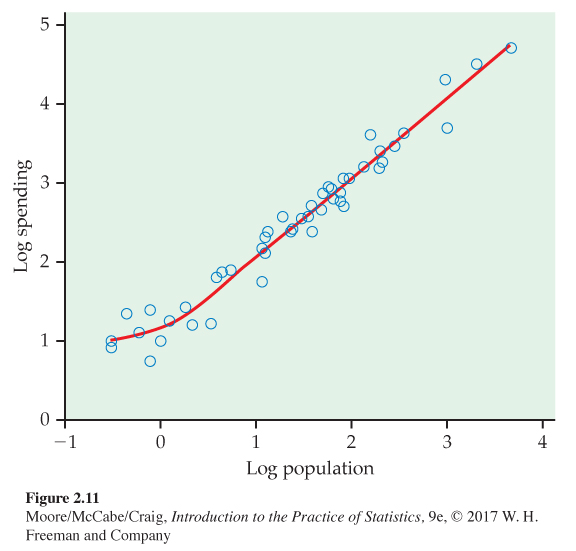 5
4
3
2
1
0
Log spending
−1 0 1 2 3 4
Log population
Figure 2.11
Moore/McCabe/Craig, Introduction to the Practice of Statistics, 9e, © 2017 W. H.
Freeman and Company